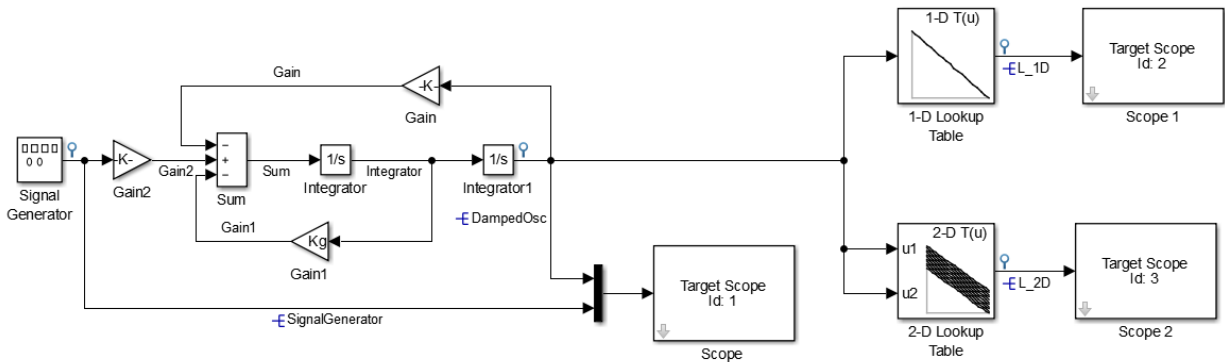 1-D T(u)
L_1D
1-D Lookup
Table
Target Scope
Id: 2
Scope 1
Gain
-K-
Gain
Signal
Generator
-K-
Gain2
Gain2
Sum
Sum
1/s
Integrator
Integrator
1/s
Integrator1
DampedOsc
Gain1
Kg
Gain1
SignalGenerator
Target Scope
Id: 1
Scope
2-D T(u)
u1
u2
L_2D
2-D Lookup
Table
Target Scope
Id: 3
Scope 2